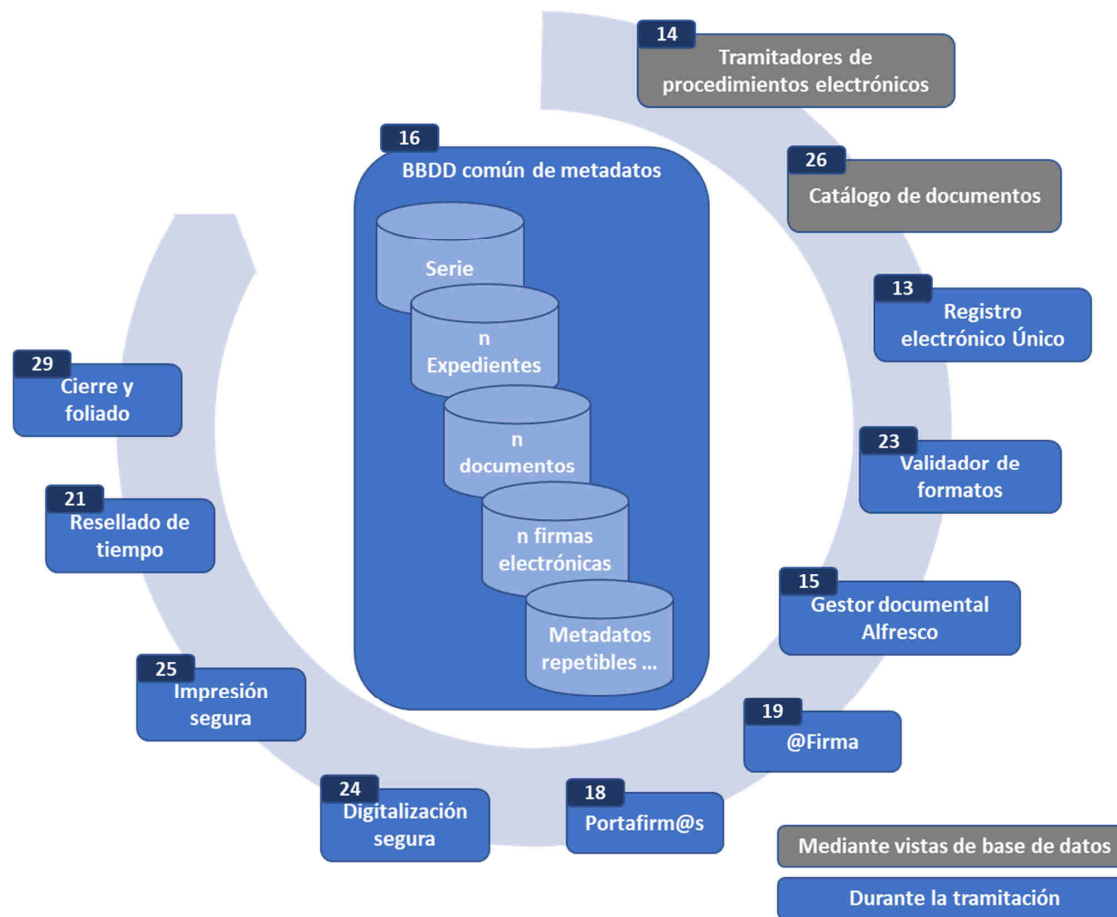 14
Tramitadores de
procedimientos electrónicos
16
BBDD común de metadatos
26
Catálogo de documentos
Serie
13
Registro
electrónico Único
n
Expedientes
29
Cierre y
foliado
n
documentos
23
Validador de
formatos
21
Resellado de
tiempo
n firmas
electrónicas
15
Gestor documental
Alfresco
Metadatos
repetibles ...
25
Impresión
segura
19
@Firma
24
Digitalización
segura
18
Portafirm@s
Mediante vistas de base de datos
Durante la tramitación